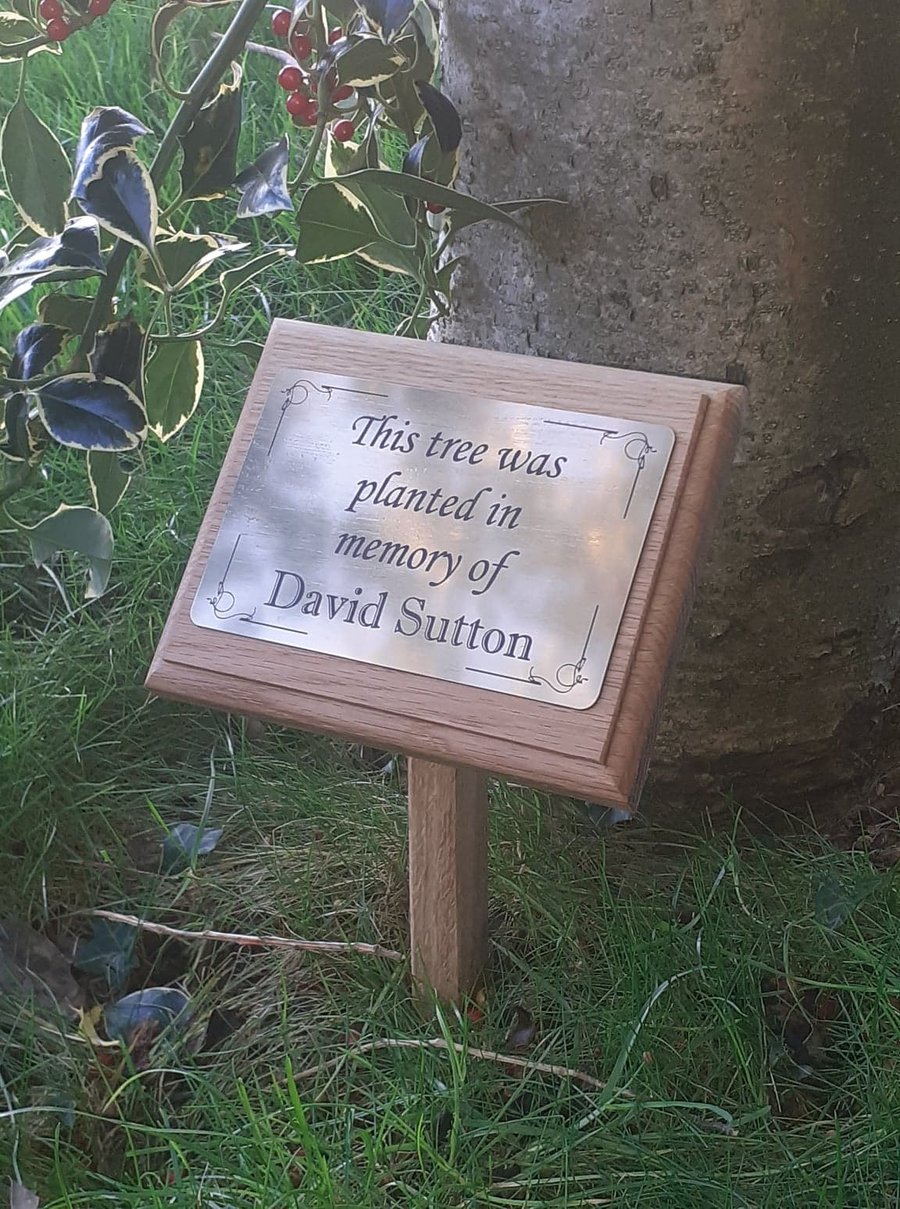 This tree was
planted in
memory of
David Sutton